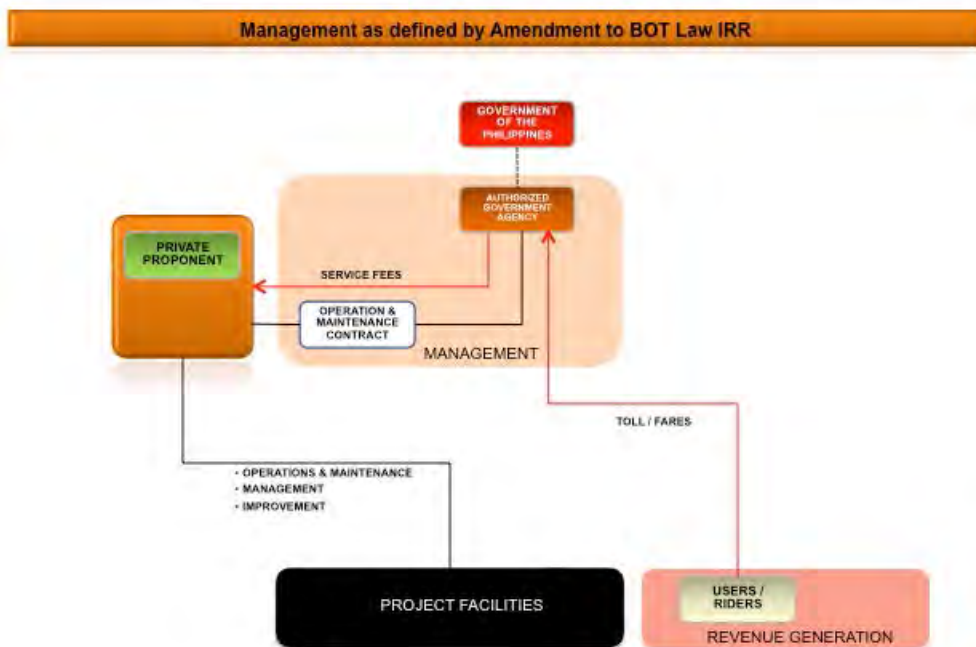 Management as defined by Amendment to BOT Law IRR
GOVERNMENT
OF THE
PHILIPPINES
AUTHORIZED
GOVERNMENT
AGENCY
PRIVATE
PROPONENT
SERVICE FEES
OPERATION &
MAINTENANCE
CONTRACT
MANAGEMENT
TOLL / FARES
· OPERATIONS & MAINTENANCE
· MANAGEMENT
· IMPROVEMENT
PROJECT FACILITIES
USERS /
RIDERS
REVENUE GENERATION